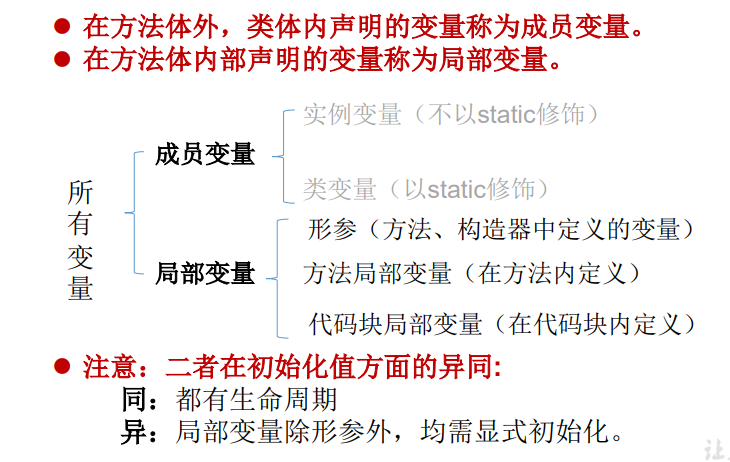 在方法体外，类体内声明的变量称为成员变量。
在方法体内部声明的变量称为局部变量。
实例变量（不以static修饰）
成员变量
类变量（以static修饰）
所有变量
形参（方法、构造器中定义的变量）
局部变量
方法局部变量（在方法内定义）
代码块局部变量（在代码块内定义）
注意：二者在初始化值方面的异同:
同：都有生命周期
异：局部变量除形参外，均需显式初始化。
让